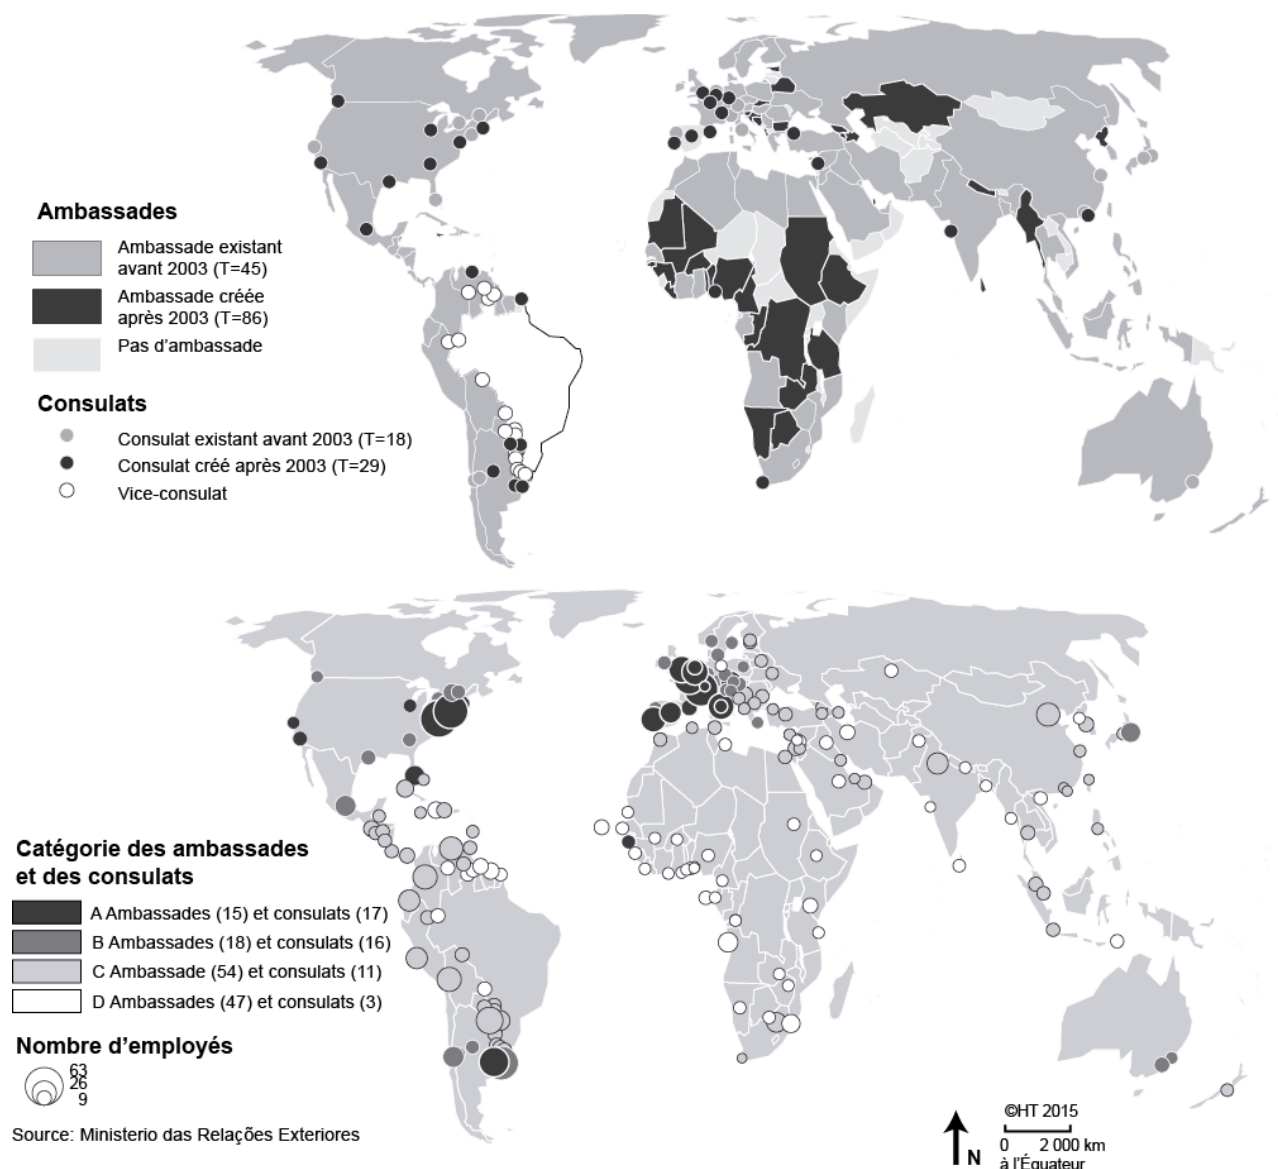 Ambassades
Ambassade existant
avant 2003 (T=45)
Ambassade créée
après 2003 (T=86)
Pas d’ambassade
Consulats
Consulat existant avant 2003 (T=18)
Consulat créé après 2003 (T=29)
Vice-consulat
Catégorie des ambassades
et des consulats
A Ambassades (15) et consulats (17)
B Ambassades (18) et consulats (16)
C Ambassade (54) et consulats (11)
D Ambassades (47) et consulats (3)
Nombre d’employés
63
26
9
Source: Ministerio das Relações Exteriores
N
©HT 2015
0 2 000 km
à l’Équateur